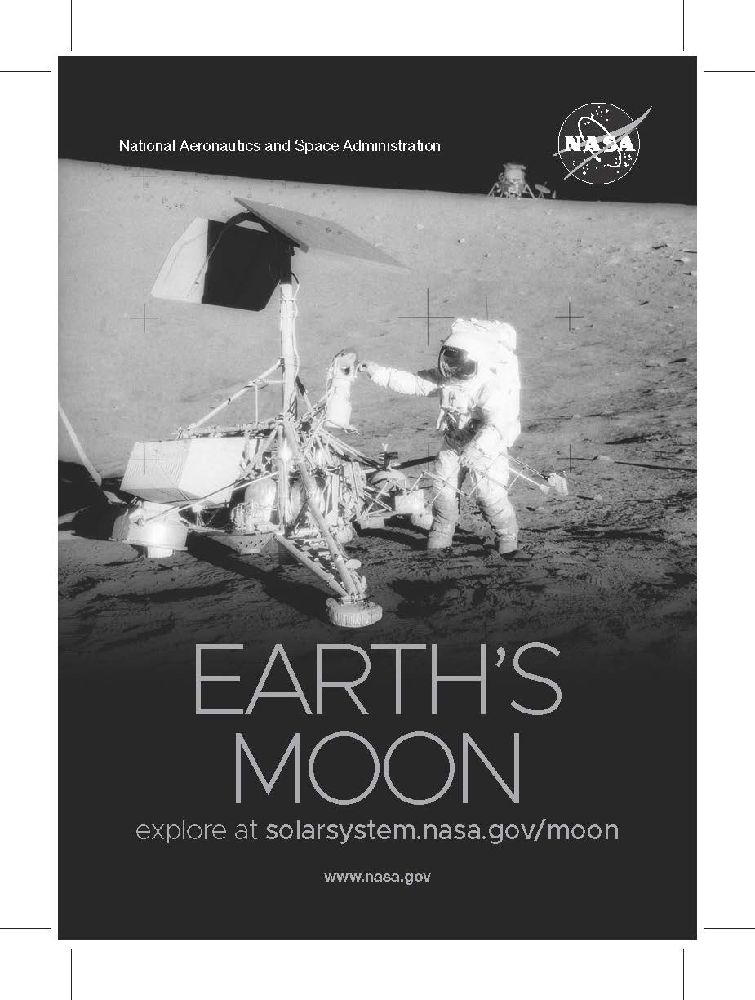 National Aeronautics and Space Administration
NASA
EARTH’S
MOON
explore at solarsystem.nasa.gov/moon
www.nasa.gov